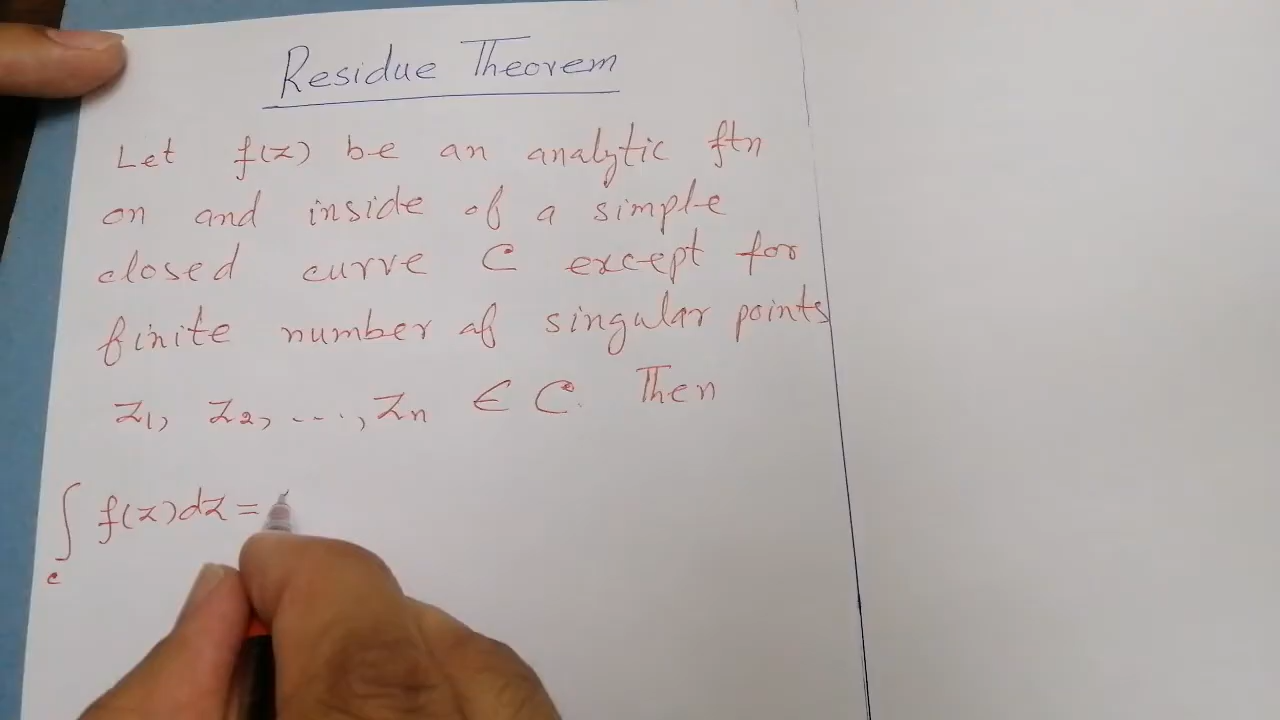 Residue Theorem
Let f(z) be an analytic ftn
on and inside of a simple
closed curve C except for
finite number of singular points
z₁, z₂, ...., zₙ ∈ C. Then
∫_c f(z)dz =